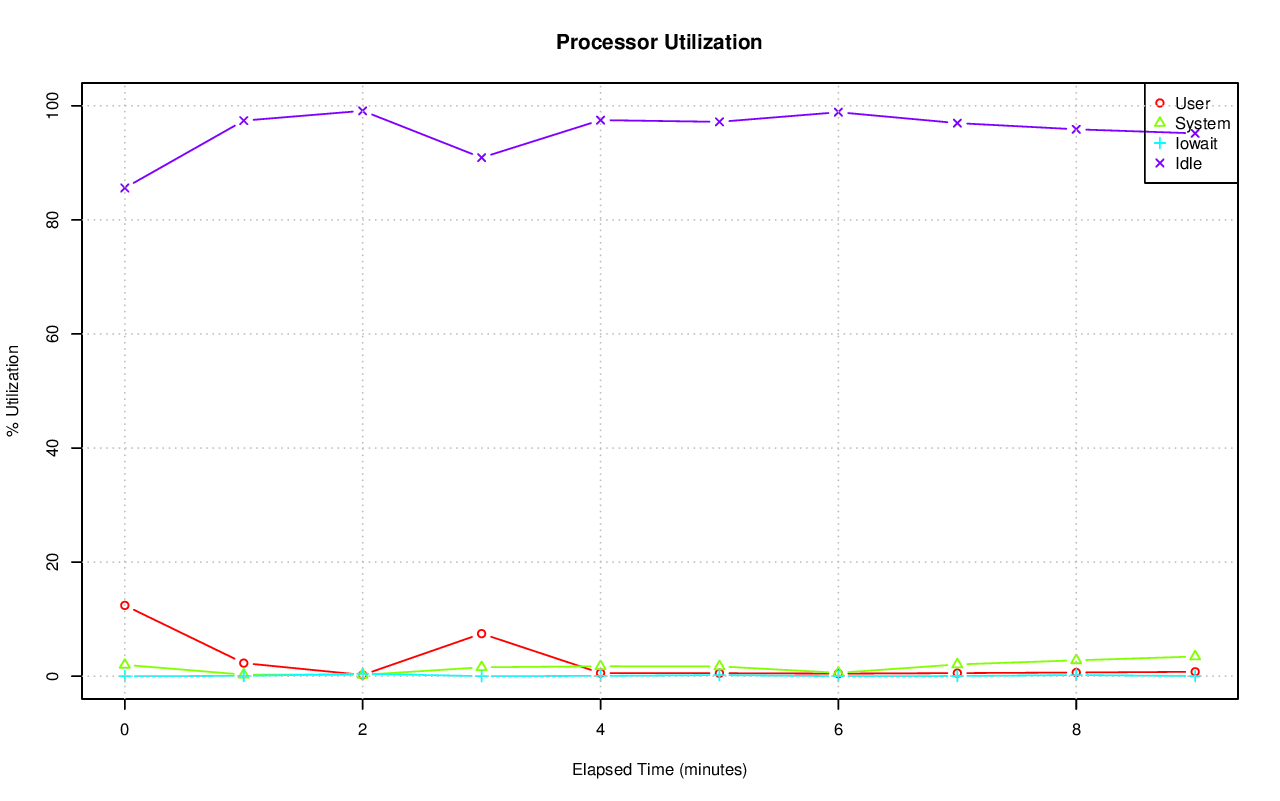 Processor Utilization
User
System
Iowait
Idle
100
80
60
40
20
0
% Utilization
0 2 4 6 8
Elapsed Time (minutes)